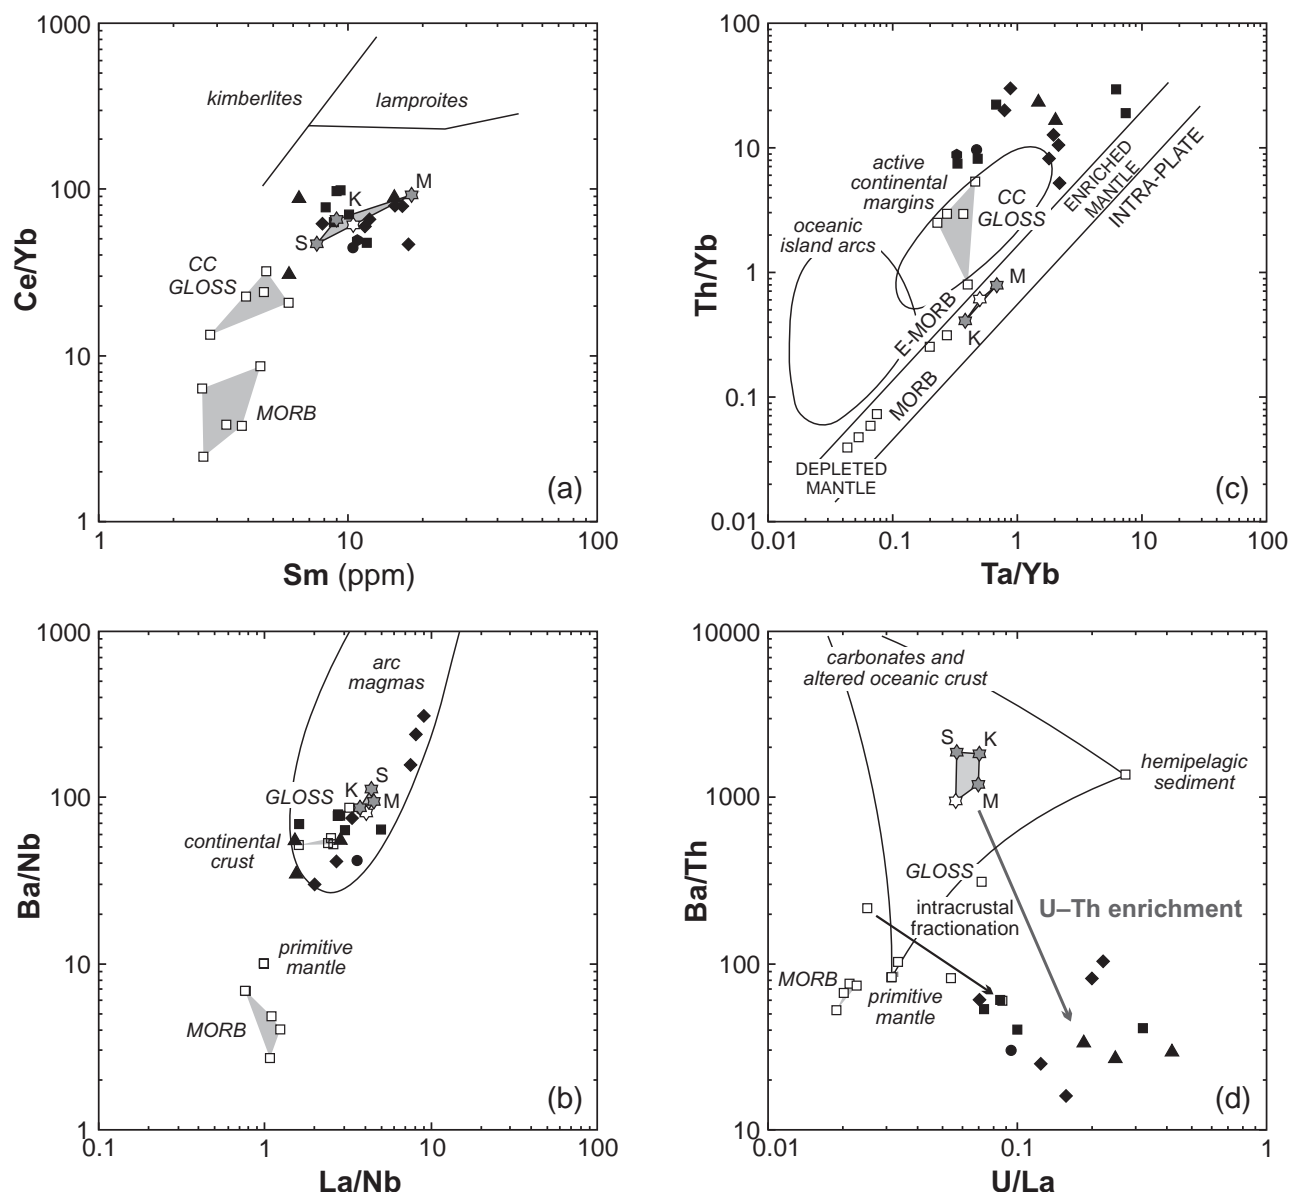 1000
100
10
1
1
10
100
Ce/Yb
Sm (ppm)
kimberlites
lamproites
M
K
S
CC
GLOSS
MORB
(a)
100
10
1
0.1
0.01
0.01
0.1
1
10
100
Th/Yb
Ta/Yb
active
continental
margins
oceanic
island arcs
CC
GLOSS
ENRICHED
MANTLE
INTRA-PLATE
M
E-MORB
K
MORB
DEPLETED
MANTLE
(c)
1000
100
10
1
0.1
1
10
100
Ba/Nb
La/Nb
arc
magmas
S
GLOSS
K
M
continental
crust
primitive
mantle
MORB
(b)
10000
1000
100
10
0.01
0.1
1
Ba/Th
U/La
carbonates and
altered oceanic crust
S
K
hemipelagic
sediment
M
GLOSS
intracrustal
fractionation
U–Th enrichment
MORB
primitive
mantle
(d)